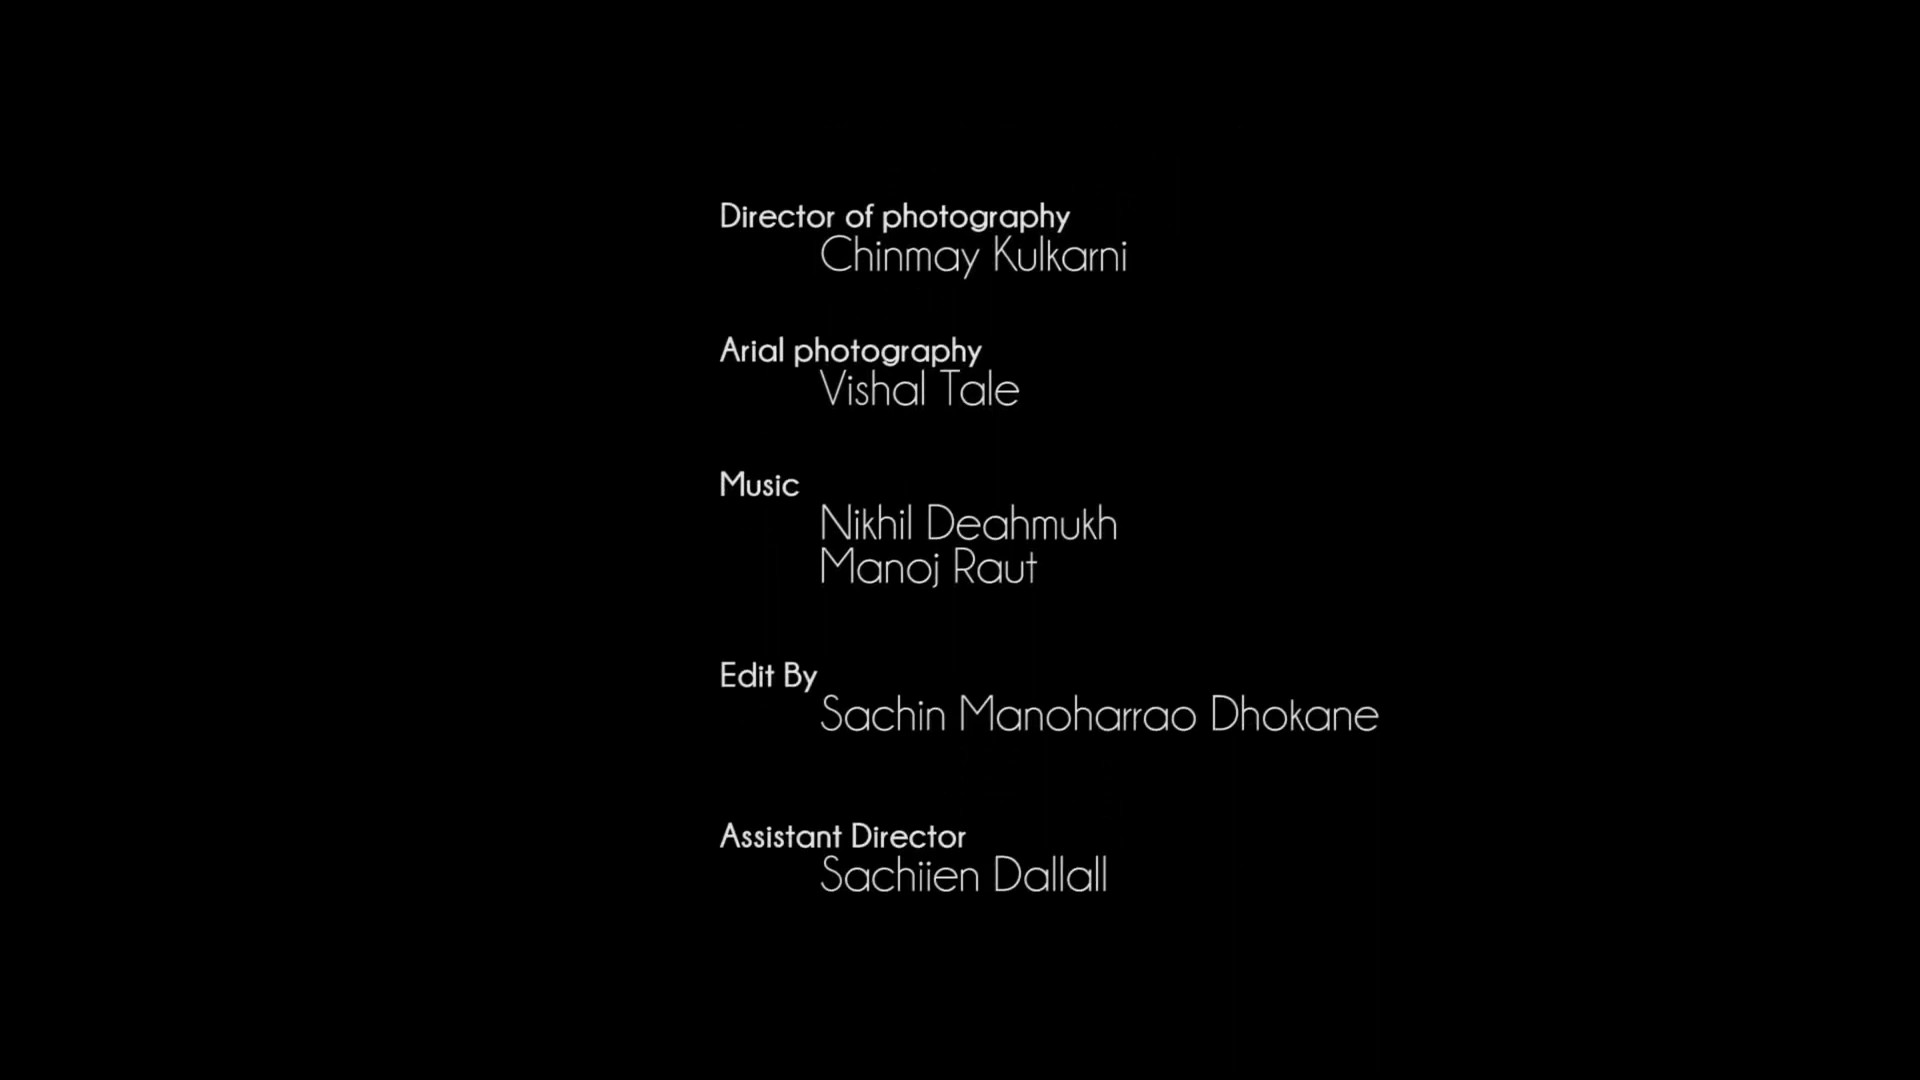 Director of photography
Chinmay Kulkarni
Arial photography
Vishal Tale
Music
Nikhil Deahmukh
Manoj Raut
Edit By
Sachin Manoharrao Dhokane
Assistant Director
Sachiien Dallall